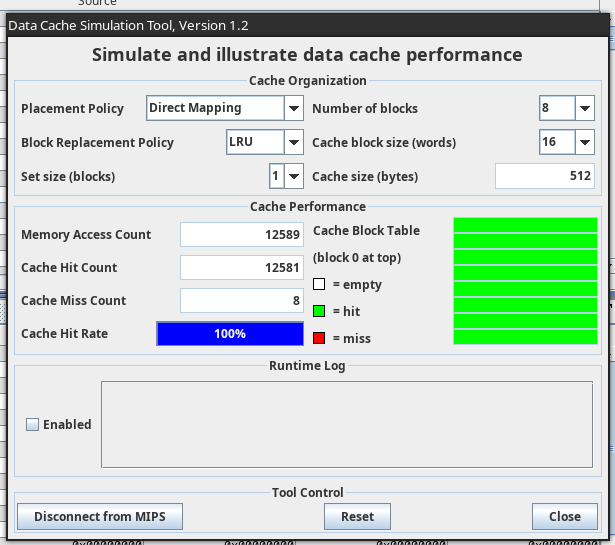 Source
Data Cache Simulation Tool, Version 1.2
Simulate and illustrate data cache performance
Cache Organization
Placement Policy Direct Mapping Number of blocks 8
Block Replacement Policy LRU Cache block size (words) 16
Set size (blocks) 1 Cache size (bytes) 512
Cache Performance
Memory Access Count 12589 Cache Block Table
(block 0 at top)
Cache Hit Count 12581
= empty
Cache Miss Count 8
= hit
Cache Hit Rate 100%
= miss
Runtime Log
Enabled
Tool Control
Disconnect from MIPS Reset Close